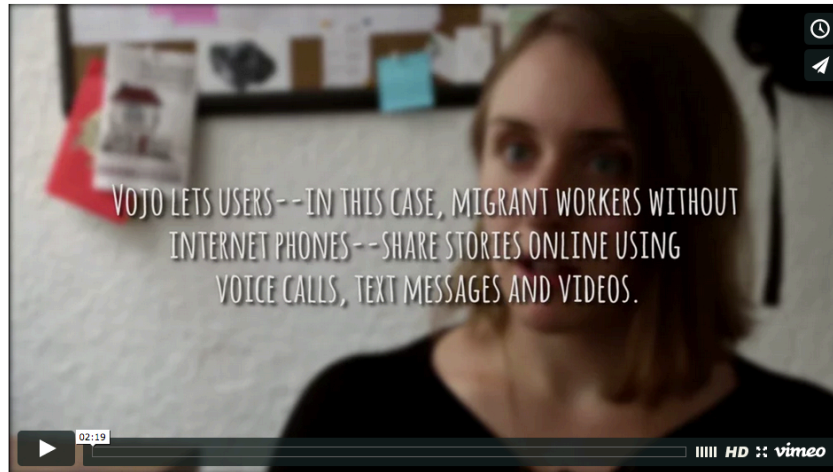 VOJO LETS USERS--IN THIS CASE, MIGRANT WORKERS WITHOUT
INTERNET PHONES--SHARE STORIES ONLINE USING
VOICE CALLS, TEXT MESSAGES AND VIDEOS.
02:19
HD vimeo